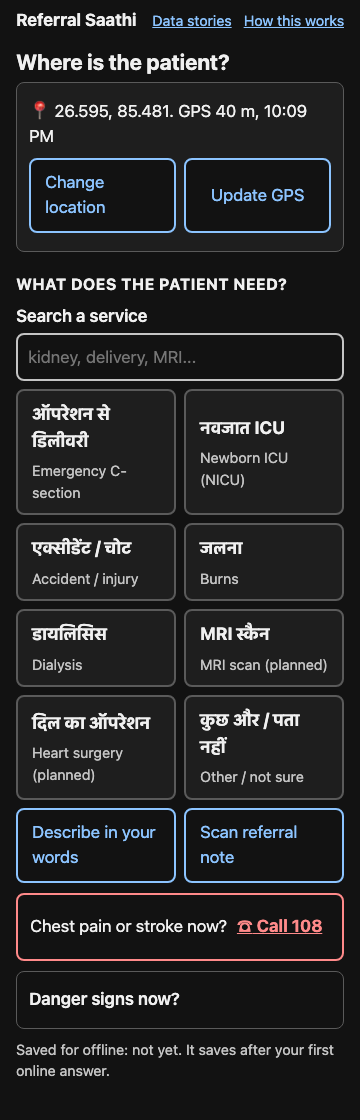 Referral Saathi Data stories How this works
Where is the patient?
📍 26.595, 85.481. GPS 40 m, 10:09
PM
Change
location
Update GPS
WHAT DOES THE PATIENT NEED?
Search a service
kidney, delivery, MRI...
ऑपरेशन से
डिलीवरी
Emergency C-
section
नवजात ICU
Newborn ICU
(NICU)
एक्सीडेंट / चोट
Accident / injury
जलना
Burns
डायलिसिस
Dialysis
MRI स्कैन
MRI scan (planned)
दिल का ऑपरेशन
Heart surgery
(planned)
कुछ और / पता
नहीं
Other / not sure
Describe in your
words
Scan referral
note
Chest pain or stroke now? ☎ Call 108
Danger signs now?
Saved for offline: not yet. It saves after your first
online answer.